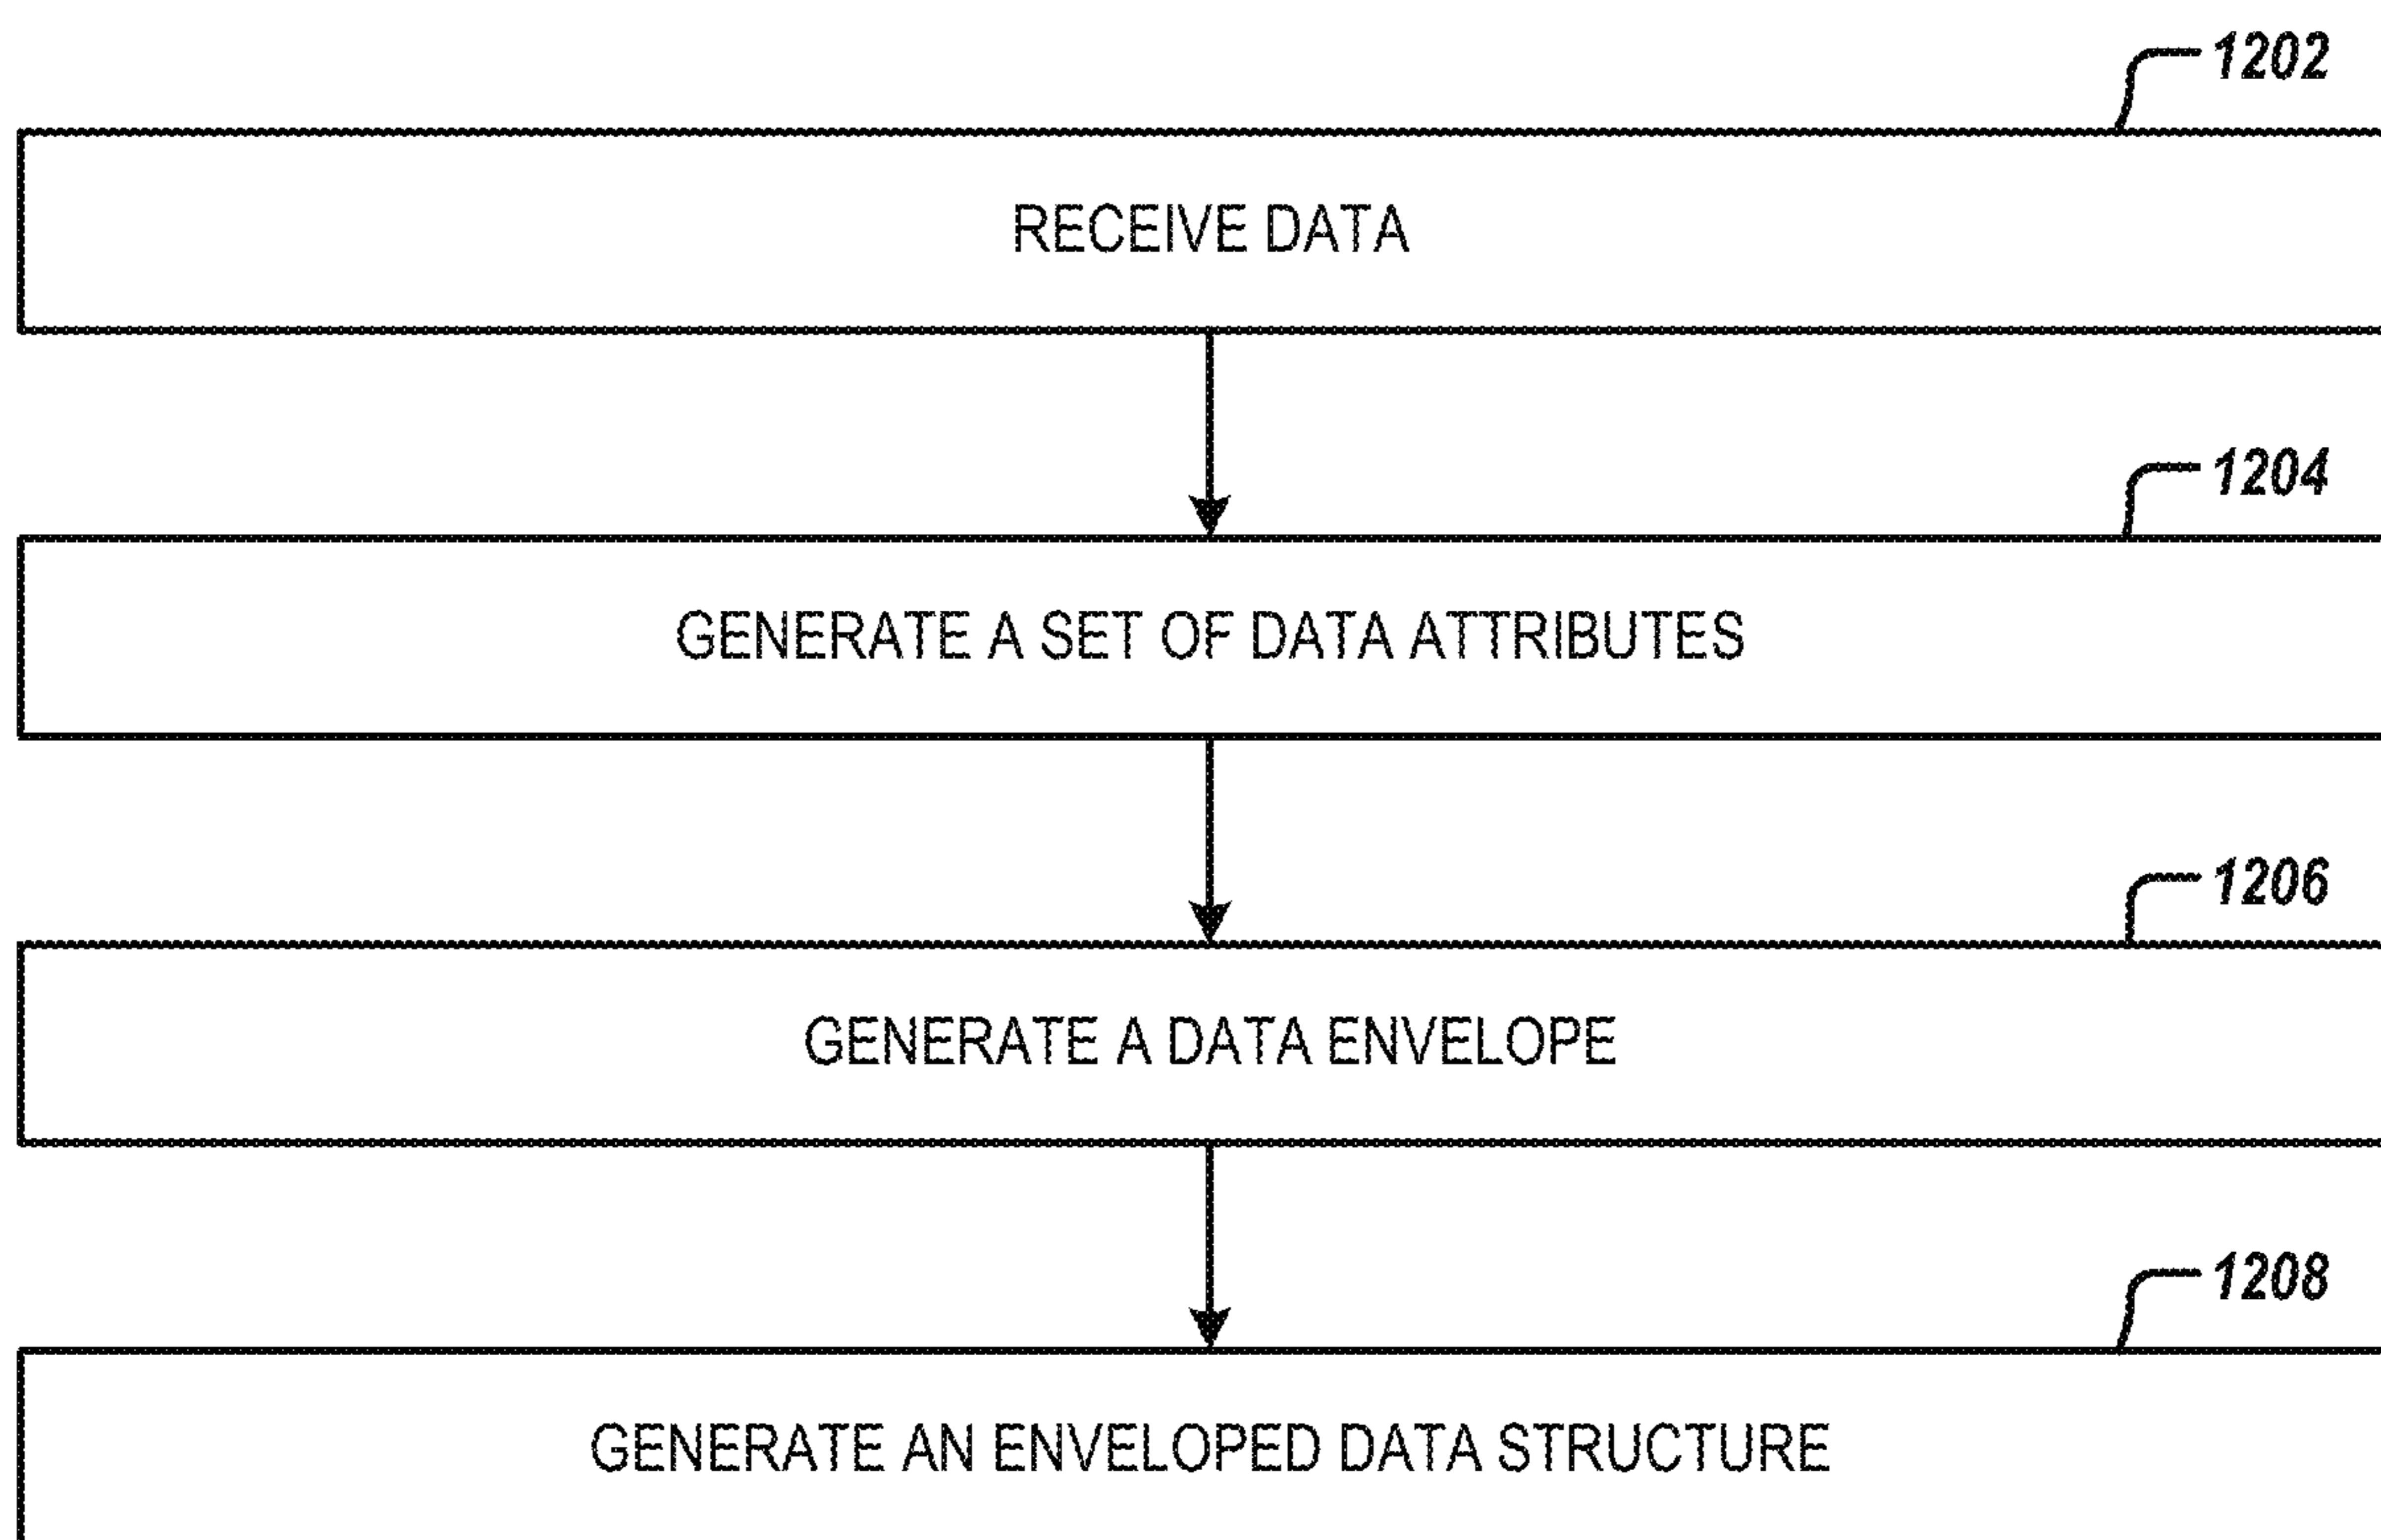 1202
RECEIVE DATA
1204
GENERATE A SET OF DATA ATTRIBUTES
1206
GENERATE A DATA ENVELOPE
1208
GENERATE AN ENVELOPED DATA STRUCTURE